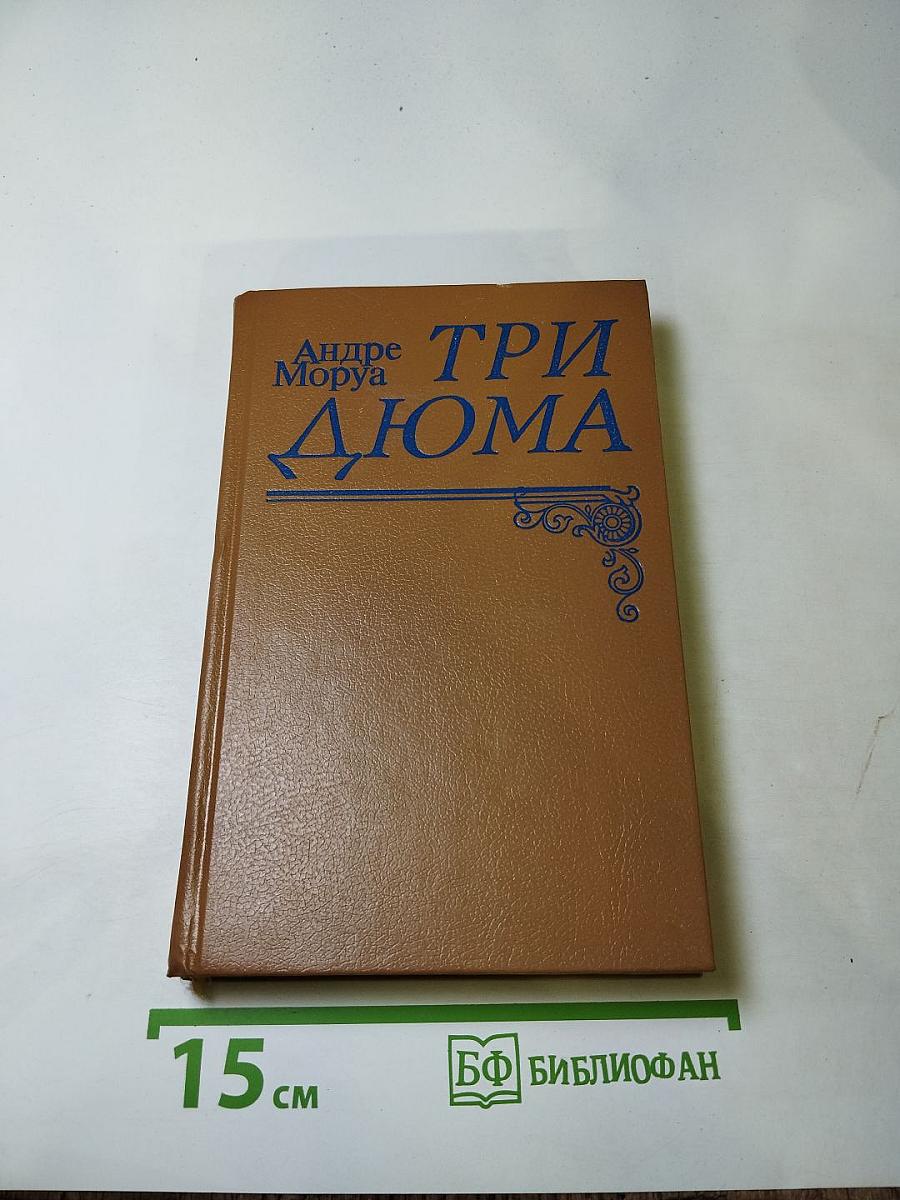 Андре
Моруа
ТРИ
ДЮМА
15 см
БФ БИБЛИОФАН